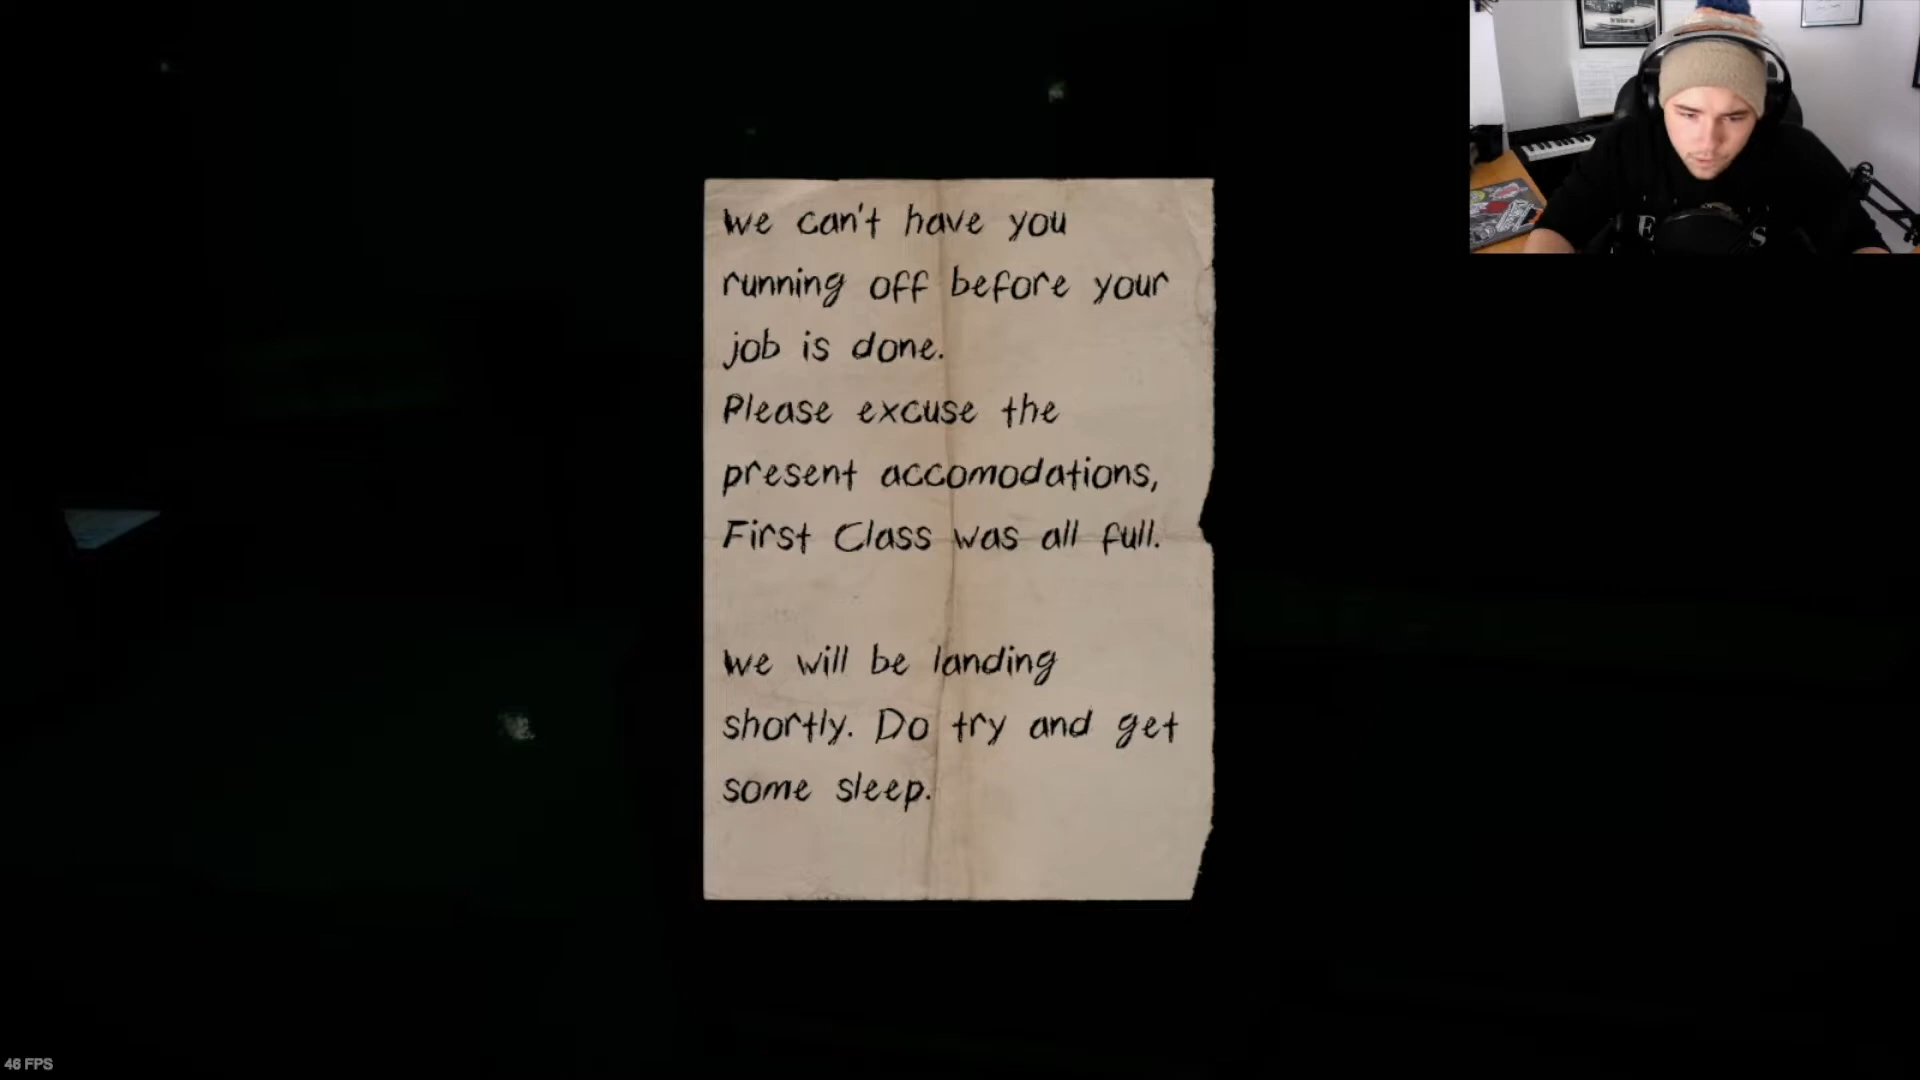 we can't have you
running off before your
job is done.
Please excuse the
present accomodations,
First Class was all full.
we will be landing
shortly. Do try and get
some sleep.
46 FPS